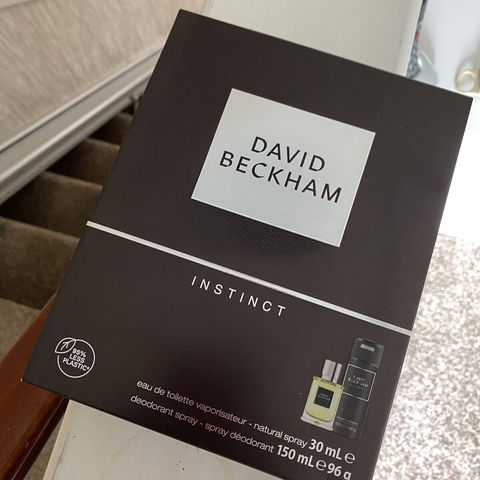 DAVID
BECKHAM
INSTINCT
95%
LESS
PLASTIC*
eau de toilette vaporisateur - natural spray 30 mL ℮
deodorant spray - spray déodorant 150 mL ℮ 96 g
BECKHAM